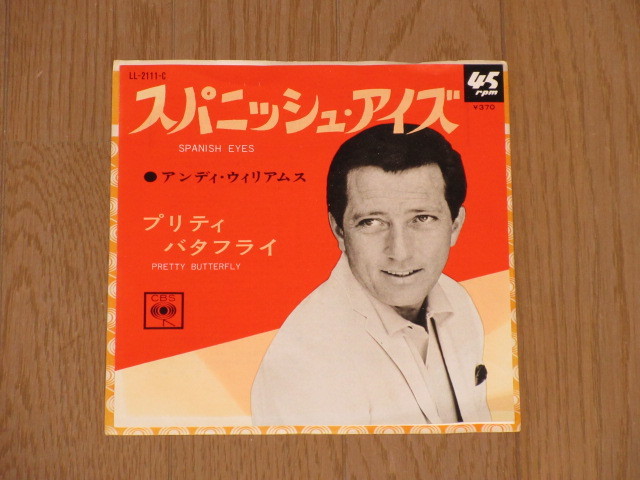 LL-2111-C
45
rpm
¥370
スパニッシュ・アイズ
SPANISH EYES
●アンディ・ウィリアムス
プリティ
バタフライ
PRETTY BUTTERFLY
CBS